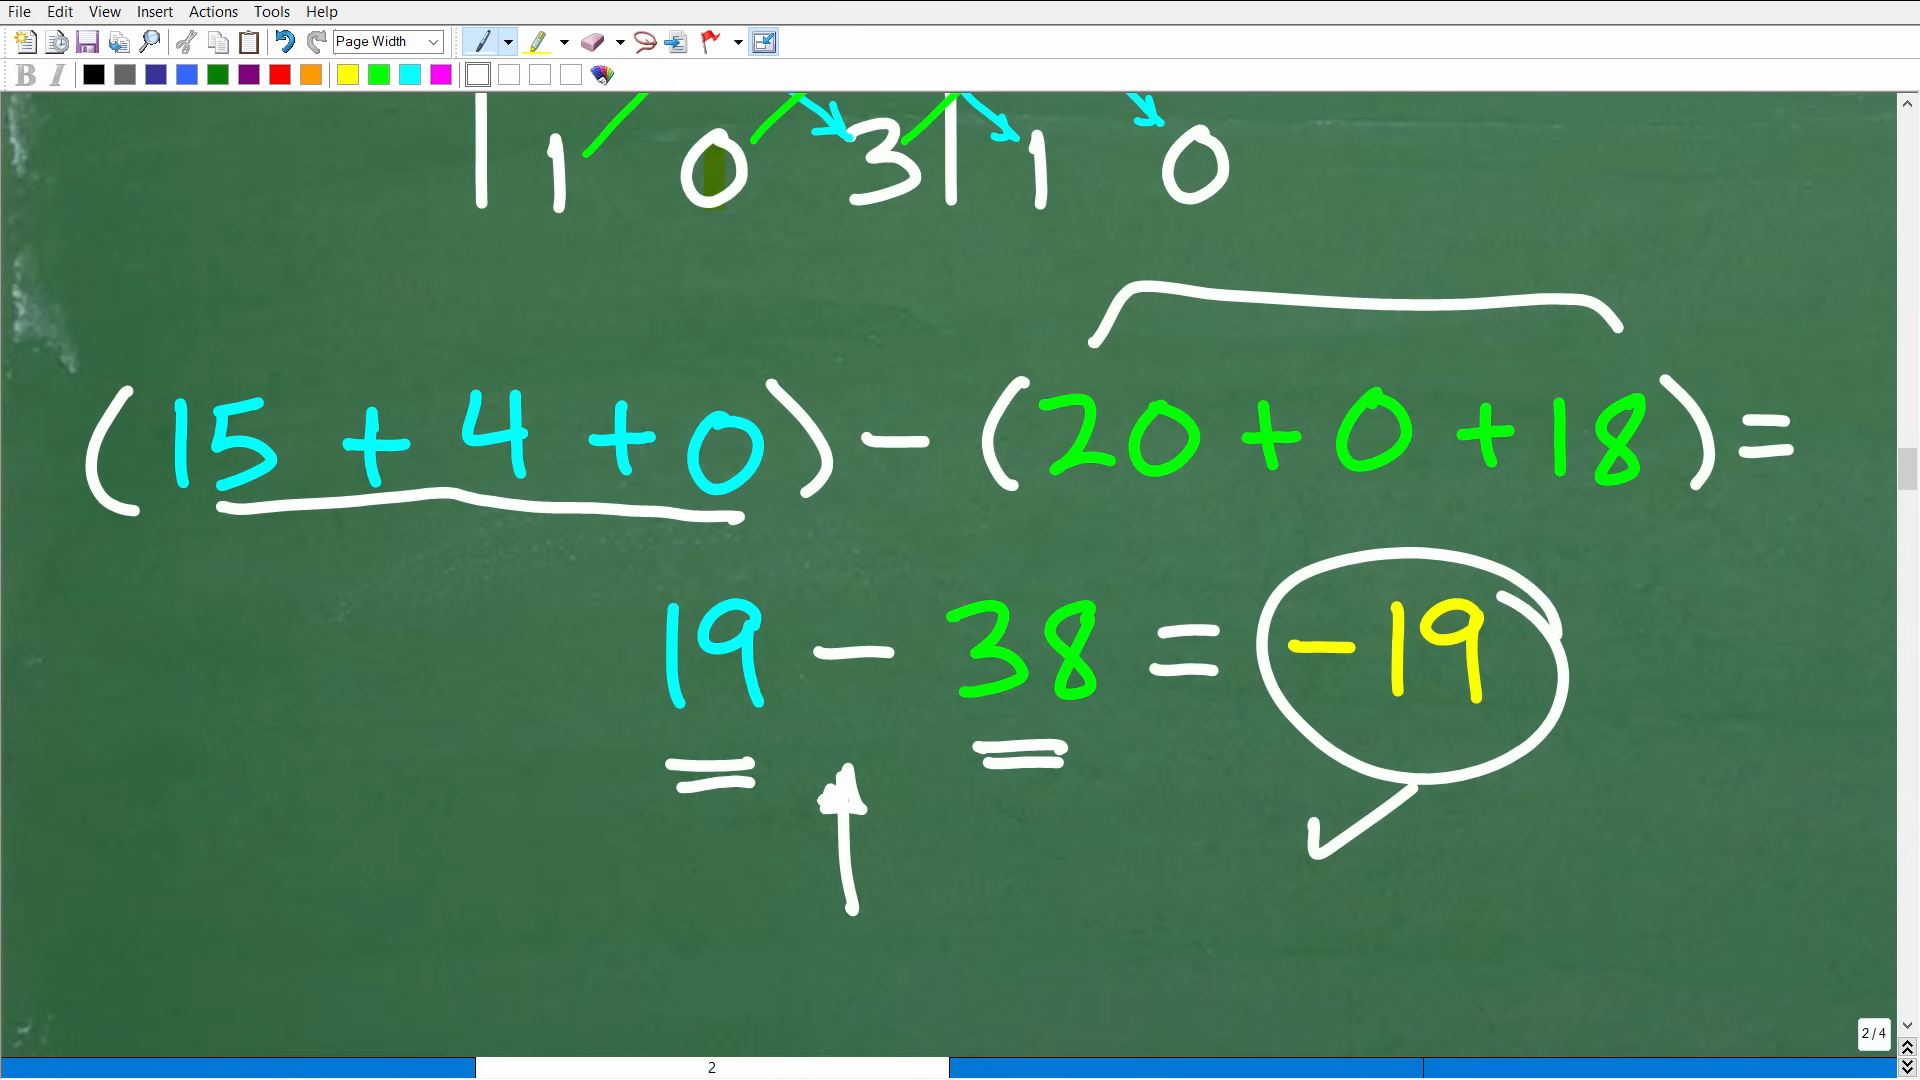 File Edit View Insert Actions Tools Help
Page Width
B I
| 1 0 3 | 1 0
(15 + 4 + 0) − (20 + 0 + 18) =
19 − 38 = −19
2 / 4
2